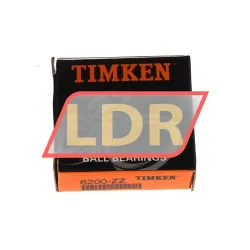 TIMKEN
LDR
BALL BEARINGS
6200-ZZ TIMKEN